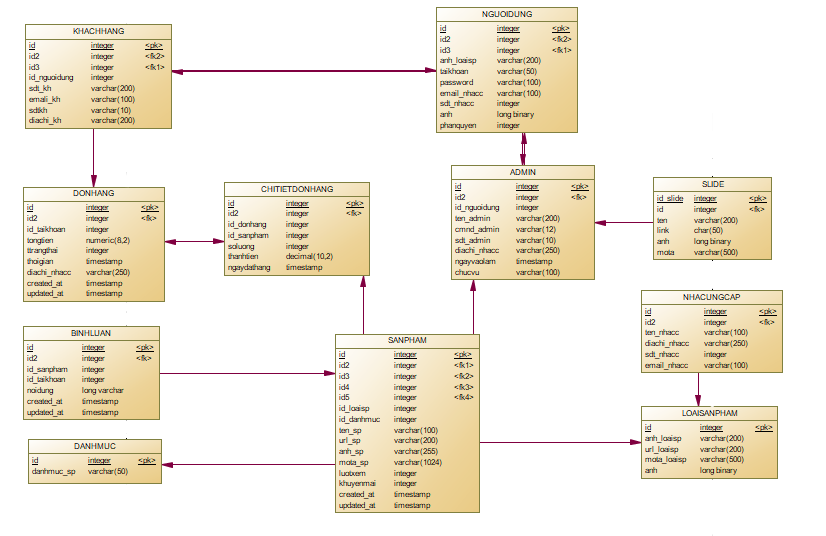 KHACHHANG
id integer <pk>
id2 integer <fk2>
id3 integer <fk1>
id_nguoidung integer
sdt_kh varchar(200)
emali_kh varchar(100)
sdtkh varchar(10)
diachi_kh varchar(200)
NGUOIDUNG
id integer <pk>
id2 integer <fk2>
id3 integer <fk1>
anh_loaisp varchar(200)
taikhoan varchar(50)
password varchar(100)
email_nhacc varchar(100)
sdt_nhacc integer
anh long binary
phanquyen integer
DONHANG
id integer <pk>
id2 integer <fk>
id_taikhoan integer
tongtien numeric(8,2)
ttrangthai integer
thoigian timestamp
diachi_nhacc varchar(250)
created_at timestamp
updated_at timestamp
CHITIETDONHANG
id integer <pk>
id2 integer <fk>
id_donhang integer
id_sanpham integer
soluong integer
thanhtien decimal(10,2)
ngaydathang timestamp
ADMIN
id integer <pk>
id2 integer <fk>
id_nguoidung integer
ten_admin varchar(200)
cmnd_admin varchar(12)
sdt_admin varchar(10)
diachi_nhacc varchar(250)
ngayvaolam timestamp
chucvu varchar(100)
SLIDE
id_slide integer <pk>
id integer <fk>
ten varchar(200)
link char(50)
anh long binary
mota varchar(500)
NHACUNGCAP
id integer <pk>
id2 integer <fk>
ten_nhacc varchar(100)
diachi_nhacc varchar(250)
sdt_nhacc integer
email_nhacc varchar(100)
BINHLUAN
id integer <pk>
id2 integer <fk>
id_sanpham integer
id_taikhoan integer
noidung long varchar
created_at timestamp
updated_at timestamp
SANPHAM
id integer <pk>
id2 integer <fk1>
id3 integer <fk2>
id4 integer <fk3>
id5 integer <fk4>
id_loaisp integer
id_danhmuc integer
ten_sp varchar(100)
url_sp varchar(200)
anh_sp varchar(255)
mota_sp varchar(1024)
luotxem integer
khuyenmai integer
created_at timestamp
updated_at timestamp
LOAISANPHAM
id integer <pk>
anh_loaisp varchar(200)
url_loaisp varchar(200)
mota_loaisp varchar(500)
anh long binary
DANHMUC
id integer <pk>
danhmuc_sp varchar(50)